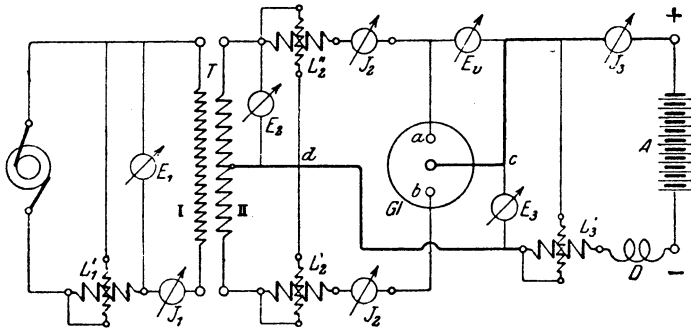 +
T
L₂"
J₂
Eᵥ
J₃
E₂
a
A
E₁
d
c
I
II
b
Gl
E₃
L₁'
L₂'
L₃'
J₁
J₂
D
−